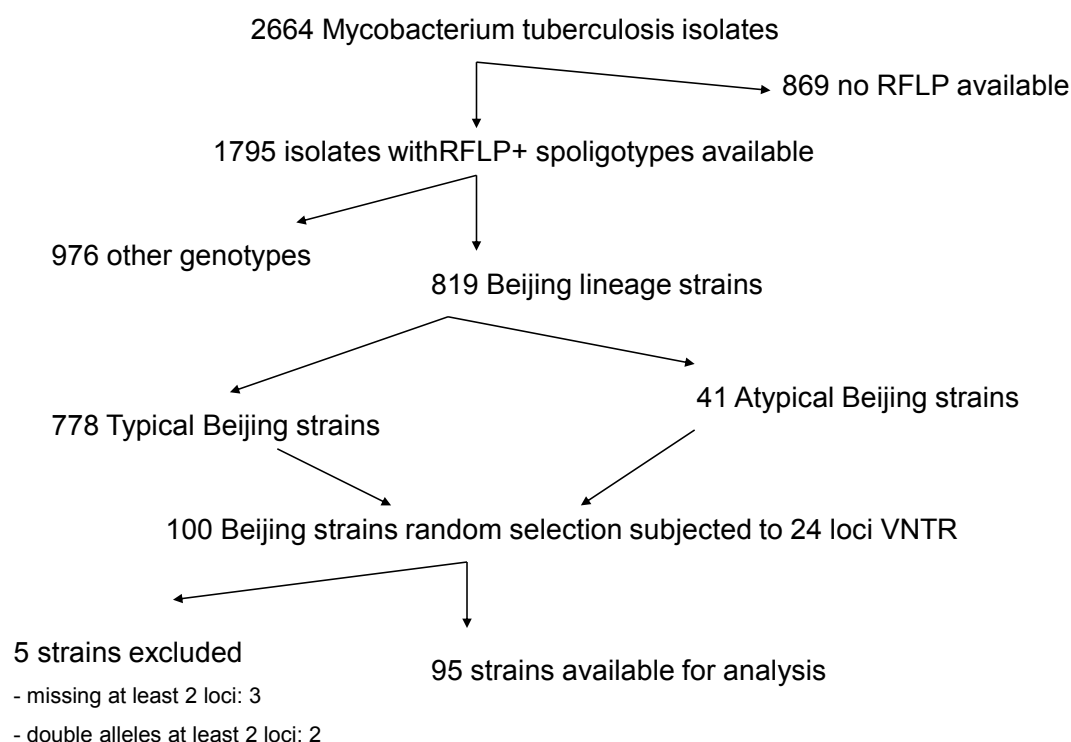 2664 Mycobacterium tuberculosis isolates
869 no RFLP available
1795 isolates withRFLP+ spoligotypes available
976 other genotypes
819 Beijing lineage strains
778 Typical Beijing strains
41 Atypical Beijing strains
100 Beijing strains random selection subjected to 24 loci VNTR
5 strains excluded
- missing at least 2 loci: 3
- double alleles at least 2 loci: 2
95 strains available for analysis